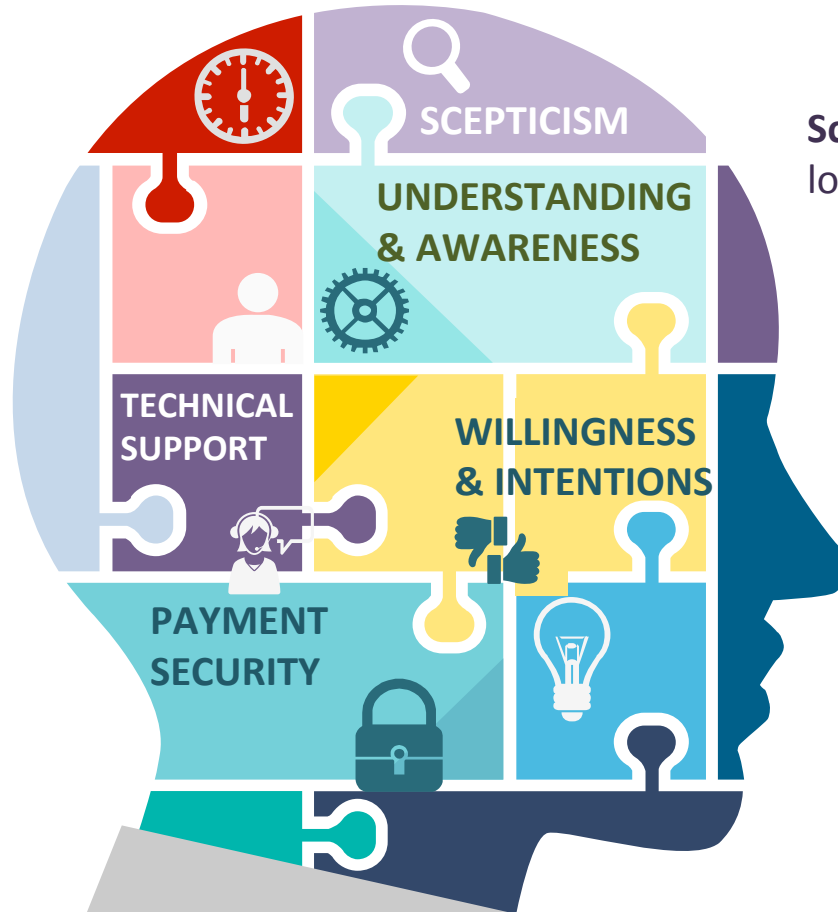 SCEPTICISM
UNDERSTANDING
& AWARENESS
TECHNICAL
SUPPORT
WILLINGNESS
& INTENTIONS
PAYMENT
SECURITY